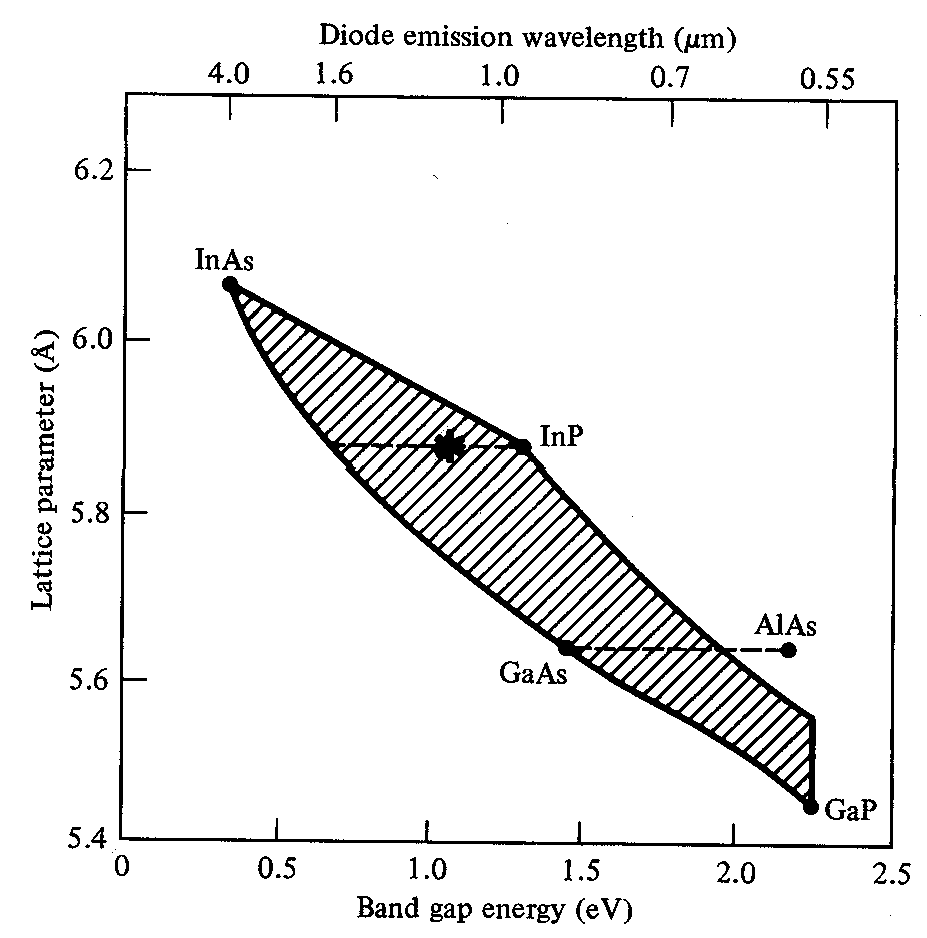 Diode emission wavelength (μm)
4.0 1.6 1.0 0.7 0.55
6.2
InAs
6.0
Lattice parameter (Å)
InP
5.8
AlAs
GaAs
5.6
GaP
5.4
0 0.5 1.0 1.5 2.0 2.5
Band gap energy (eV)